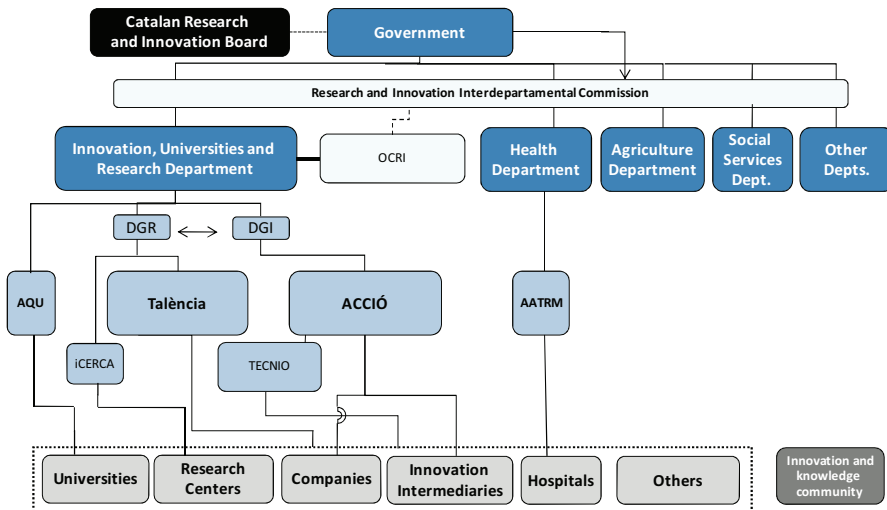 Catalan Research
and Innovation Board
Government
Research and Innovation Interdepartamental Commission
Innovation, Universities and
Research Department
OCRI
Health
Department
Agriculture
Department
Social
Services
Dept.
Other
Depts.
DGR
DGI
AQU
Talència
ACCIÓ
AATRM
iCERCA
TECNIO
Universities
Research
Centers
Companies
Innovation
Intermediaries
Hospitals
Others
Innovation and
knowledge
community